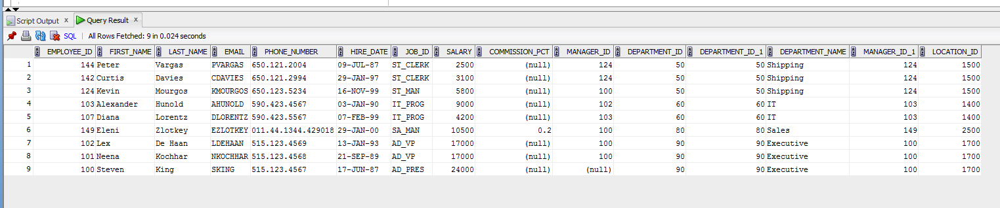 Script Output x Query Result x
SQL | All Rows Fetched: 9 in 0.024 seconds
EMPLOYEE_ID FIRST_NAME LAST_NAME EMAIL PHONE_NUMBER HIRE_DATE JOB_ID SALARY COMMISSION_PCT MANAGER_ID DEPARTMENT_ID DEPARTMENT_ID_1 DEPARTMENT_NAME MANAGER_ID_1 LOCATION_ID
1 144 Peter Vargas PVARGAS 650.121.2004 09-JUL-87 ST_CLERK 2500 (null) 124 50 50 Shipping 124 1500
2 142 Curtis Davies CDAVIES 650.121.2994 29-JAN-97 ST_CLERK 3100 (null) 124 50 50 Shipping 124 1500
3 124 Kevin Mourgos KMOURGOS 650.123.5234 16-NOV-99 ST_MAN 5800 (null) 100 50 50 Shipping 124 1500
4 103 Alexander Hunold AHUNOLD 590.423.4567 03-JAN-90 IT_PROG 9000 (null) 102 60 60 IT 103 1400
5 107 Diana Lorentz DLORENTZ 590.423.5567 07-FEB-99 IT_PROG 4200 (null) 103 60 60 IT 103 1400
6 149 Eleni Zlotkey EZLOTKEY 011.44.1344.429018 29-JAN-00 SA_MAN 10500 0.2 100 80 80 Sales 149 2500
7 102 Lex De Haan LDEHAAN 515.123.4569 13-JAN-93 AD_VP 17000 (null) 100 90 90 Executive 100 1700
8 101 Neena Kochhar NKOCHHAR 515.123.4568 21-SEP-89 AD_VP 17000 (null) 100 90 90 Executive 100 1700
9 100 Steven King SKING 515.123.4567 17-JUN-87 AD_PRES 24000 (null) (null) 90 90 Executive 100 1700